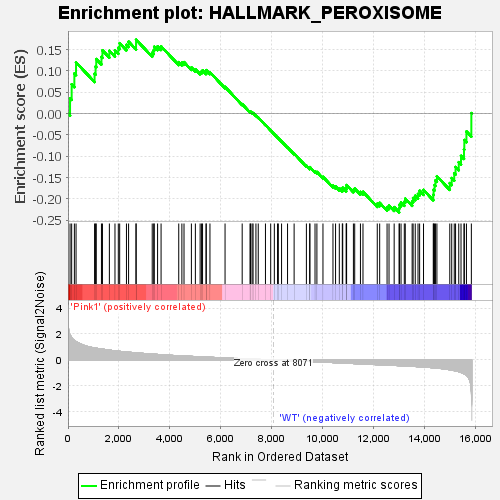 Enrichment plot: HALLMARK_PEROXISOME
Enrichment score (ES)
0.15
0.10
0.05
0.00
-0.05
-0.10
-0.15
-0.20
-0.25
Ranked list metric (Signal2Noise)
'Pink1' (positively correlated)
4
2
0
-2
-4
Zero cross at 8071
'WT' (negatively correlated)
0
2,000
4,000
6,000
8,000
10,000
12,000
14,000
16,000
Rank in Ordered Dataset
Enrichment profile
Hits
Ranking metric scores